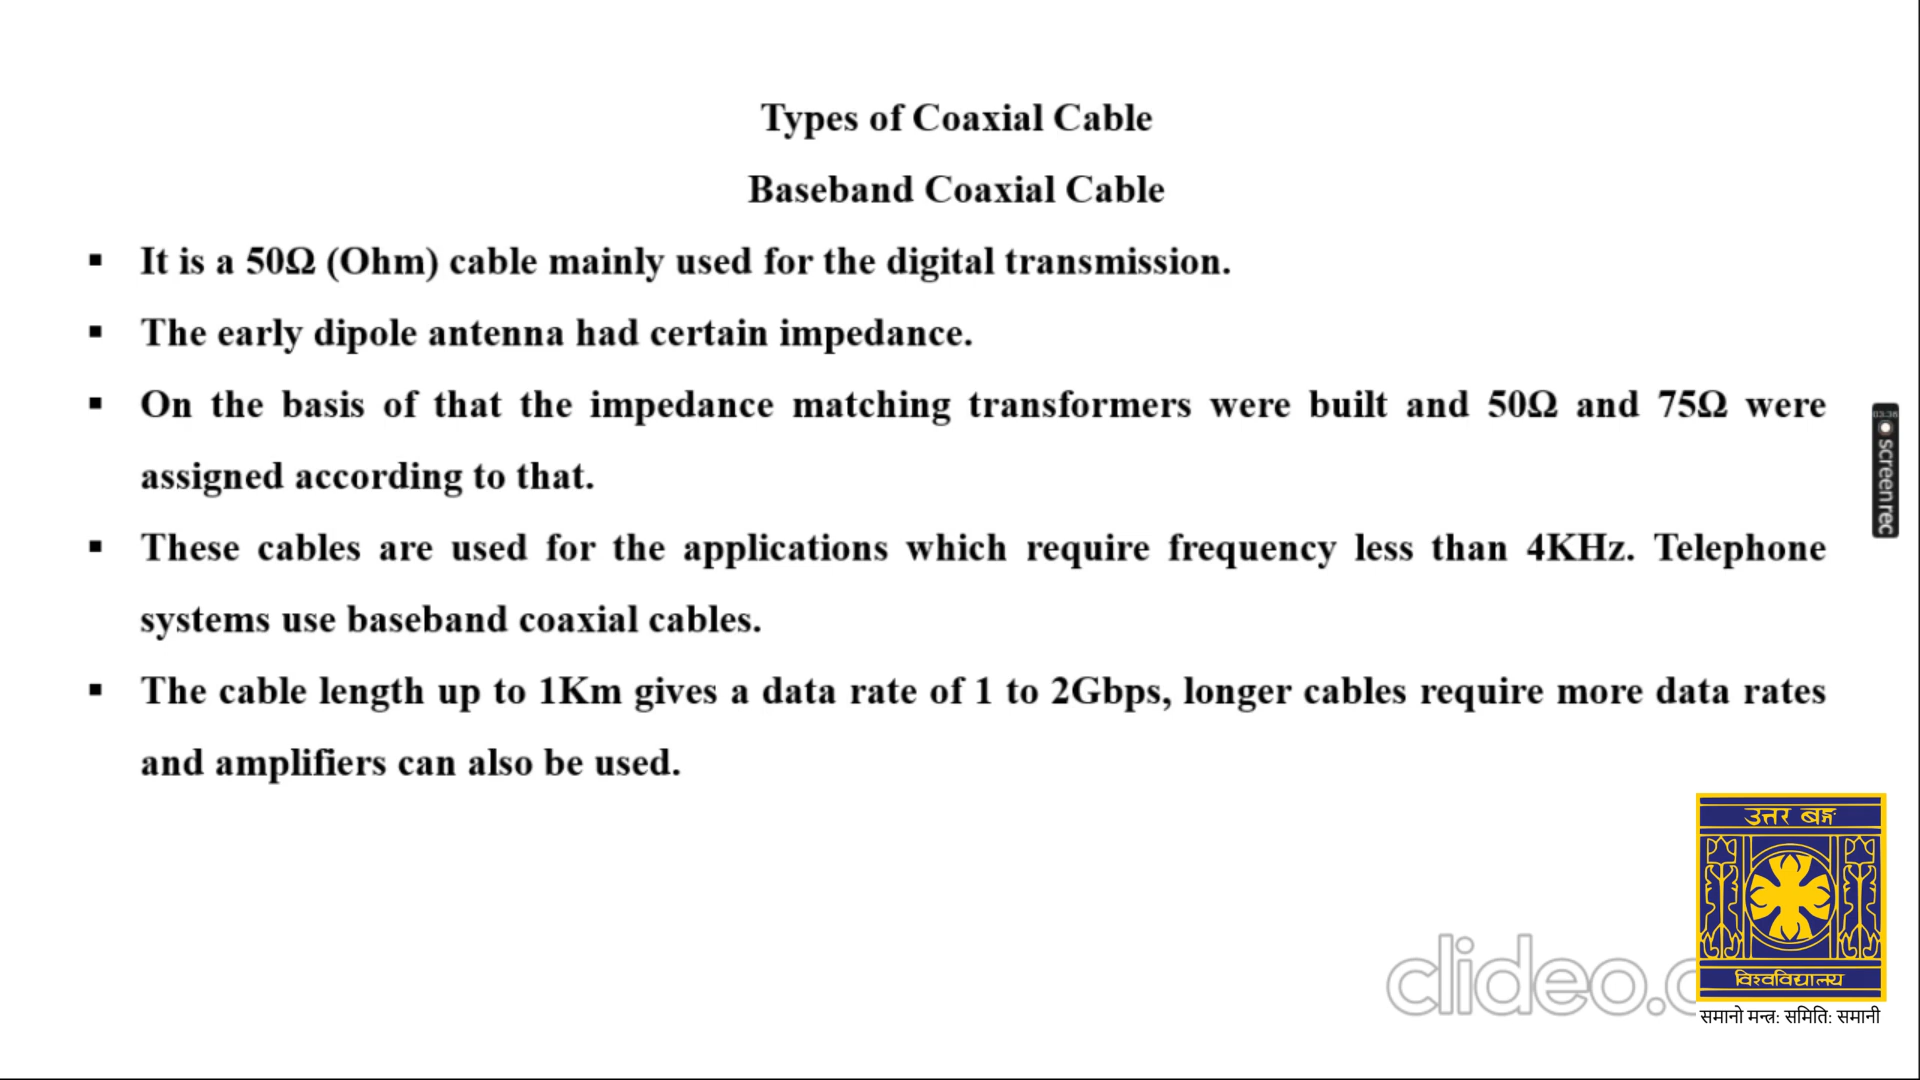 Types of Coaxial Cable
Baseband Coaxial Cable
▪ It is a 50Ω (Ohm) cable mainly used for the digital transmission.
▪ The early dipole antenna had certain impedance.
▪ On the basis of that the impedance matching transformers were built and 50Ω and 75Ω were
assigned according to that.
▪ These cables are used for the applications which require frequency less than 4KHz. Telephone
systems use baseband coaxial cables.
▪ The cable length up to 1Km gives a data rate of 1 to 2Gbps, longer cables require more data rates
and amplifiers can also be used.
screenrec
उत्तर बङ्ग
विश्वविद्यालय
clideo.c
समानो मन्त्र: समिति: समानी